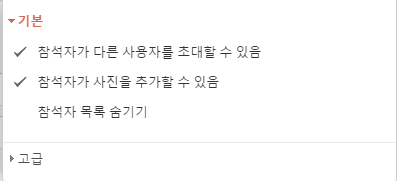 기본
참석자가 다른 사용자를 초대할 수 있음
참석자가 사진을 추가할 수 있음
참석자 목록 숨기기
고급